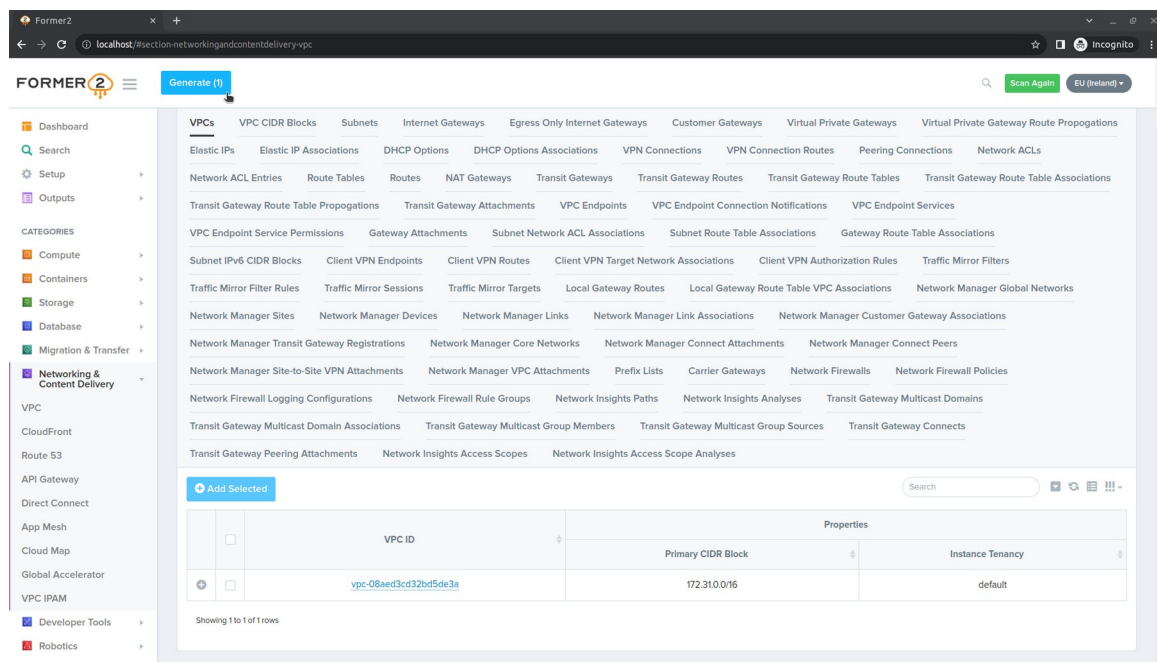 Former2
localhost/#section-networkingandcontentdelivery-vpc
Incognito
FORMER2
Generate (1)
Scan Again
EU (Ireland)
Dashboard
Search
Setup
Outputs
CATEGORIES
Compute
Containers
Storage
Database
Migration & Transfer
Networking &
Content Delivery
VPC
CloudFront
Route 53
API Gateway
Direct Connect
App Mesh
Cloud Map
Global Accelerator
VPC IPAM
Developer Tools
Robotics
VPCs VPC CIDR Blocks Subnets Internet Gateways Egress Only Internet Gateways Customer Gateways Virtual Private Gateways Virtual Private Gateway Route Propogations
Elastic IPs Elastic IP Associations DHCP Options DHCP Options Associations VPN Connections VPN Connection Routes Peering Connections Network ACLs
Network ACL Entries Route Tables Routes NAT Gateways Transit Gateways Transit Gateway Routes Transit Gateway Route Tables Transit Gateway Route Table Associations
Transit Gateway Route Table Propogations Transit Gateway Attachments VPC Endpoints VPC Endpoint Connection Notifications VPC Endpoint Services
VPC Endpoint Service Permissions Gateway Attachments Subnet Network ACL Associations Subnet Route Table Associations Gateway Route Table Associations
Subnet IPv6 CIDR Blocks Client VPN Endpoints Client VPN Routes Client VPN Target Network Associations Client VPN Authorization Rules Traffic Mirror Filters
Traffic Mirror Filter Rules Traffic Mirror Sessions Traffic Mirror Targets Local Gateway Routes Local Gateway Route Table VPC Associations Network Manager Global Networks
Network Manager Sites Network Manager Devices Network Manager Links Network Manager Link Associations Network Manager Customer Gateway Associations
Network Manager Transit Gateway Registrations Network Manager Core Networks Network Manager Connect Attachments Network Manager Connect Peers
Network Manager Site-to-Site VPN Attachments Network Manager VPC Attachments Prefix Lists Carrier Gateways Network Firewalls Network Firewall Policies
Network Firewall Logging Configurations Network Firewall Rule Groups Network Insights Paths Network Insights Analyses Transit Gateway Multicast Domains
Transit Gateway Multicast Domain Associations Transit Gateway Multicast Group Members Transit Gateway Multicast Group Sources Transit Gateway Connects
Transit Gateway Peering Attachments Network Insights Access Scopes Network Insights Access Scope Analyses
Add Selected
Search
Properties
VPC ID
Primary CIDR Block Instance Tenancy
vpc-08aed3cd32bd5de3a 172.31.0.0/16 default
Showing 1 to 1 of 1 rows